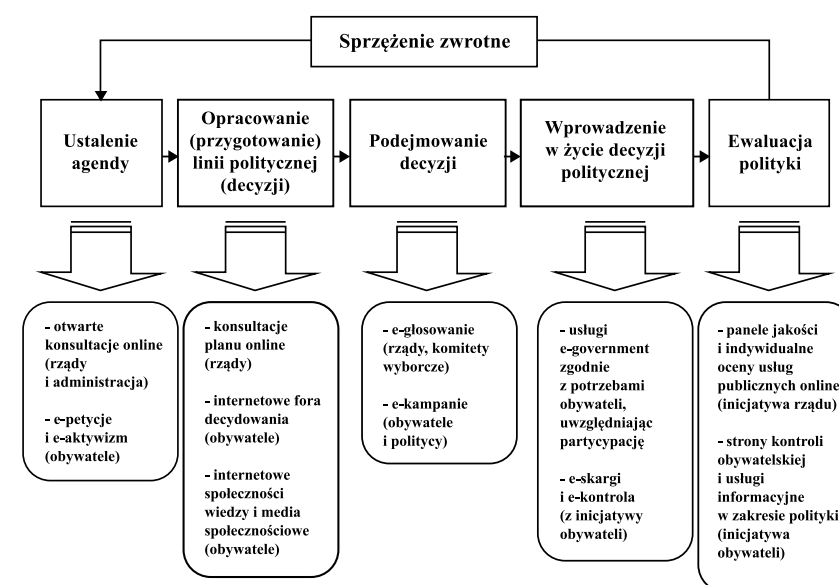 Sprzężenie zwrotne
Ustalenie
agendy
Opracowanie
(przygotowanie)
linii politycznej
(decyzji)
Podejmowanie
decyzji
Wprowadzenie
w życie decyzji
politycznej
Ewaluacja
polityki
- otwarte
konsultacje online
(rządy
i administracja)
- e-petycje
i e-aktywizm
(obywatele)
- konsultacje
planu online
(rządy)
- internetowe fora
decydowania
(obywatele)
- internetowe
społeczności
wiedzy i media
społecznościowe
(obywatele)
- e-głosowanie
(rządy, komitety
wyborcze)
- e-kampanie
(obywatele
i politycy)
- usługi
e-government
zgodnie
z potrzebami
obywateli,
uwzględniając
partycypację
- e-skargi
i e-kontrola
(z inicjatywy
obywateli)
- panele jakości
i indywidualne
oceny usług
publicznych online
(inicjatywa rządu)
- strony kontroli
obywatelskiej
i usługi
informacyjne
w zakresie polityki
(inicjatywa
obywateli)